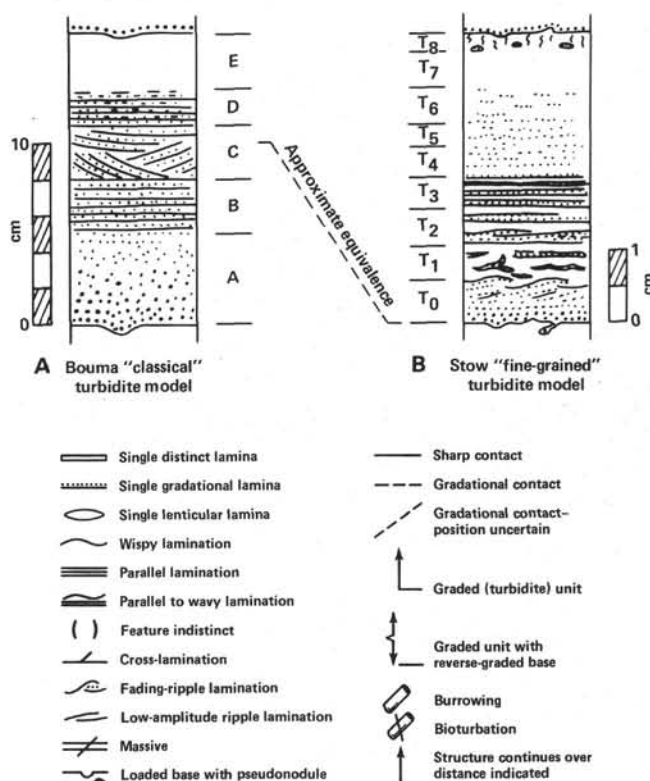 E
D
C
B
A
10
cm
0
Approximate equivalence
T8
T7
T6
T5
T4
T3
T2
T1
T0
1
cm
0
A Bouma "classical"
turbidite model
B Stow "fine-grained"
turbidite model
Single distinct lamina
Single gradational lamina
Single lenticular lamina
Wispy lamination
Parallel lamination
Parallel to wavy lamination
( ) Feature indistinct
Cross-lamination
Fading-ripple lamination
Low-amplitude ripple lamination
Massive
Loaded base with pseudonodule
Sharp contact
Gradational contact
Gradational contact–
position uncertain
Graded (turbidite) unit
Graded unit with
reverse-graded base
Burrowing
Bioturbation
Structure continues over
distance indicated